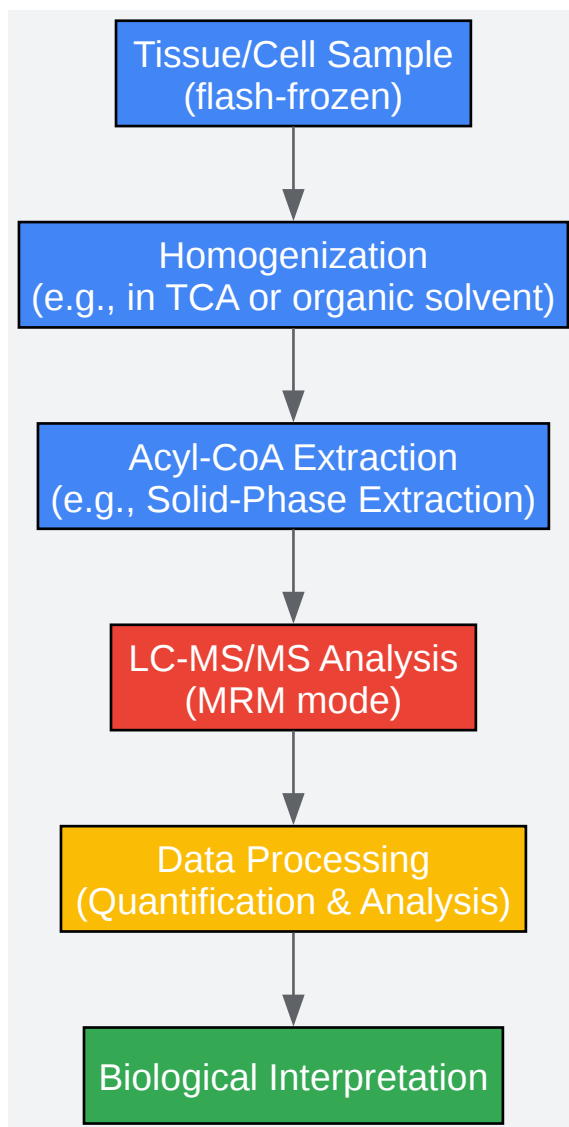 Tissue/Cell Sample
(flash-frozen)
Homogenization
(e.g., in TCA or organic solvent)
Acyl-CoA Extraction
(e.g., Solid-Phase Extraction)
LC-MS/MS Analysis
(MRM mode)
Data Processing
(Quantification & Analysis)
Biological Interpretation